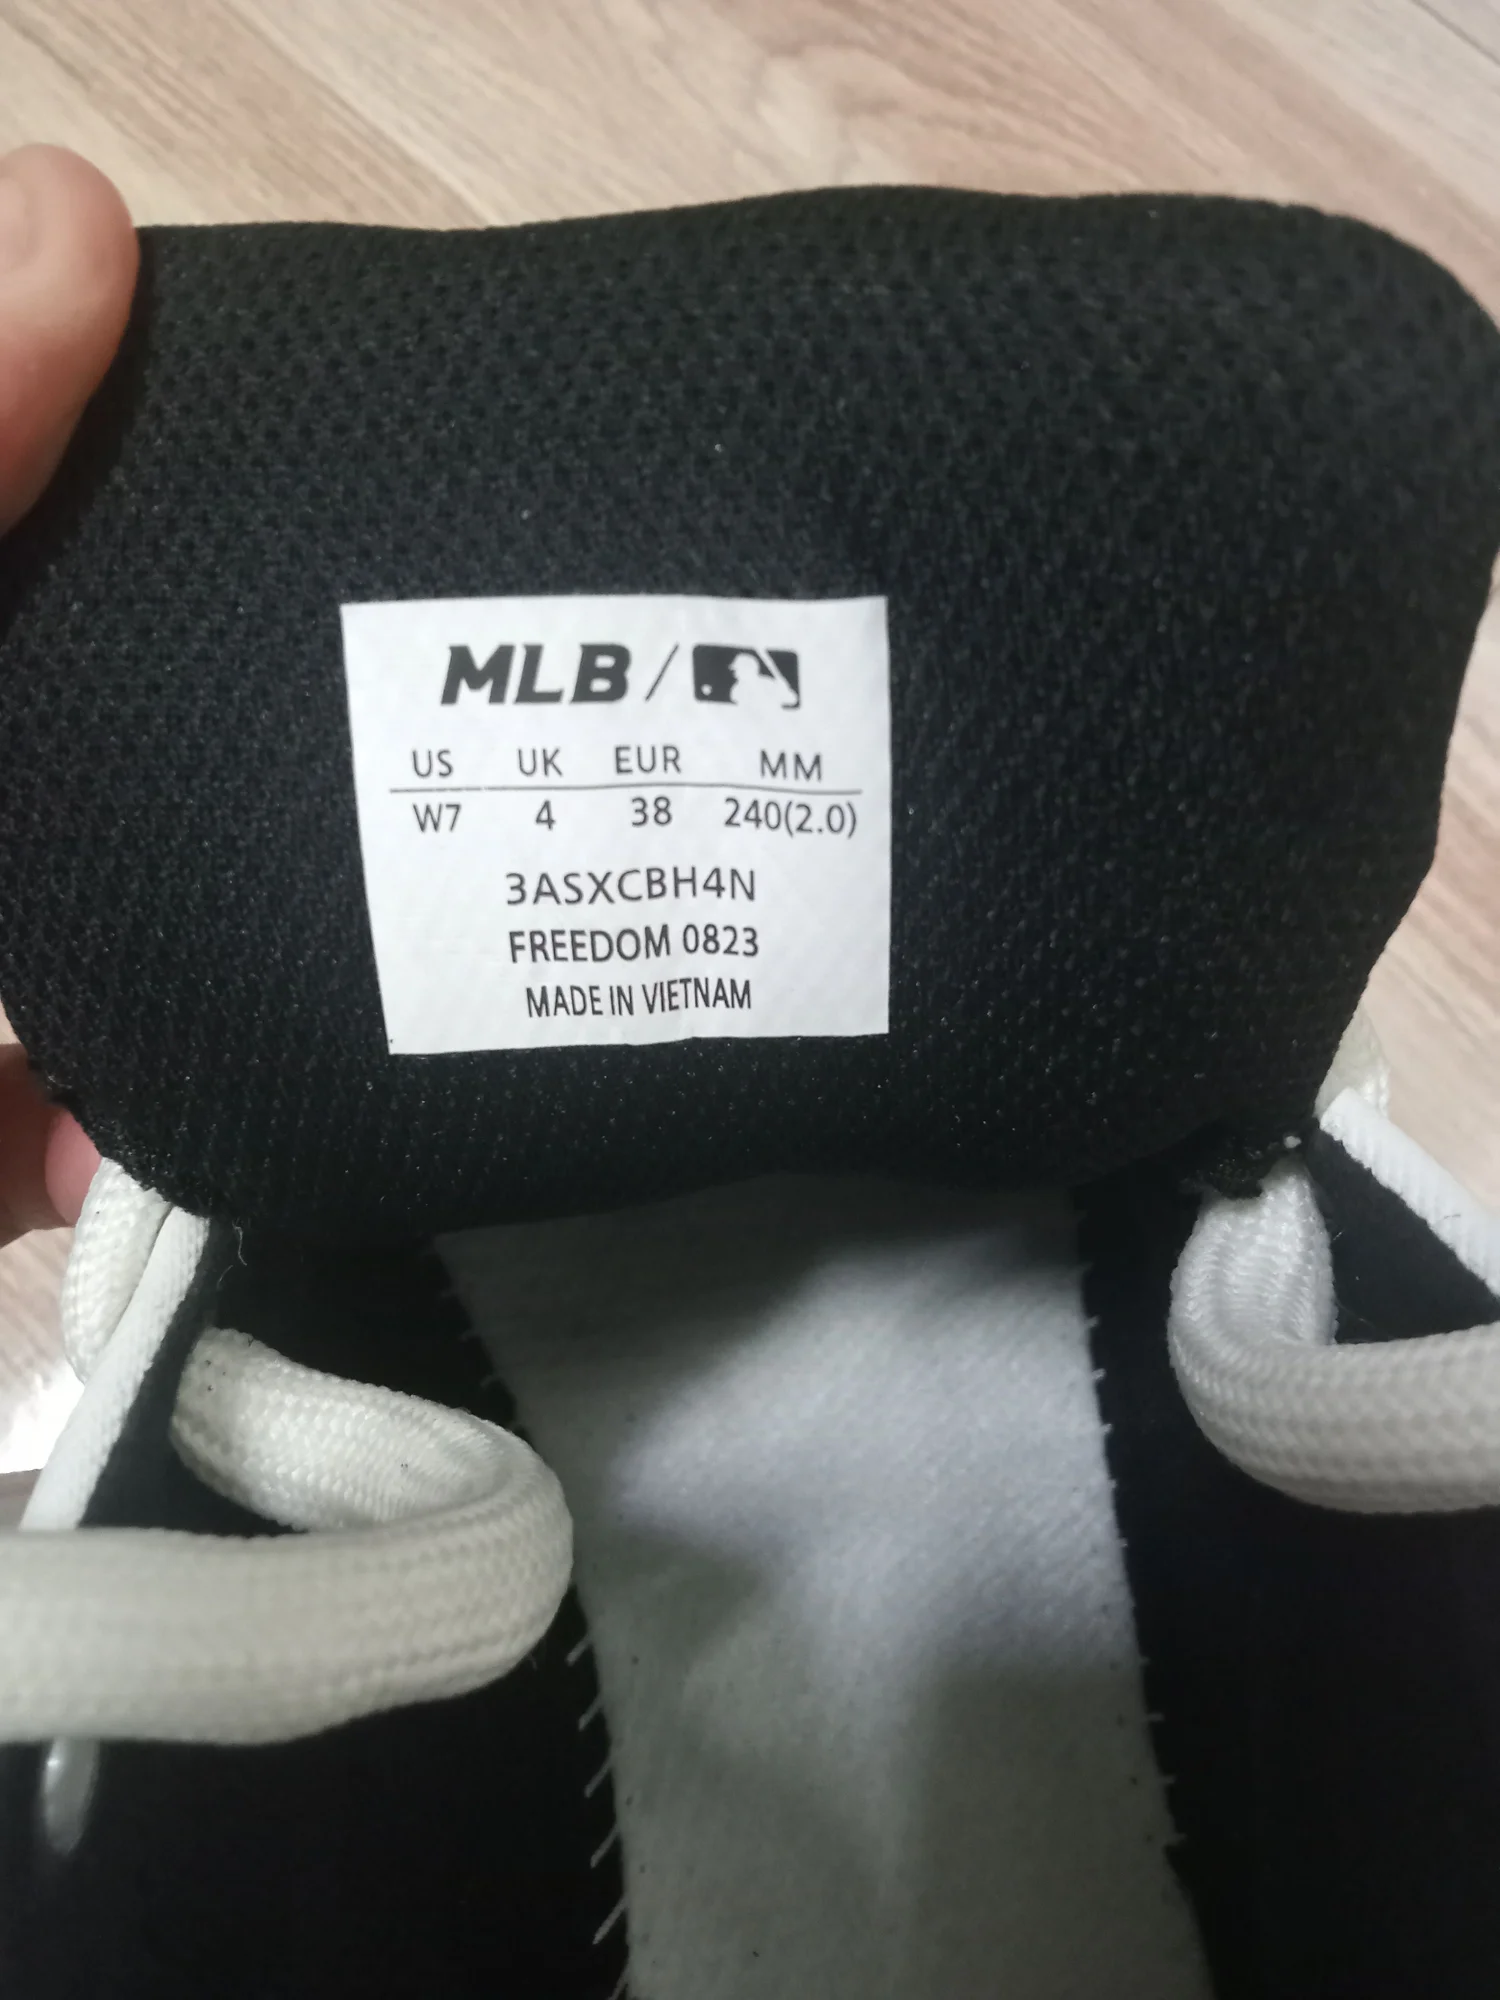 MLB /
US UK EUR MM
W7 4 38 240(2.0)
3ASXCBH4N
FREEDOM 0823
MADE IN VIETNAM